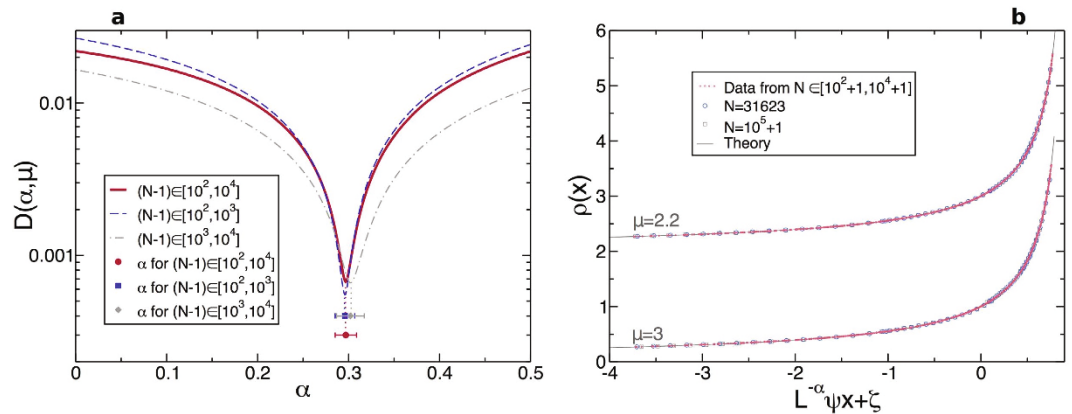 a
D(α,μ)
0.01
0.001
(N-1)∈[10²,10⁴]
(N-1)∈[10²,10³]
(N-1)∈[10³,10⁴]
α for (N-1)∈[10²,10⁴]
α for (N-1)∈[10²,10³]
α for (N-1)∈[10³,10⁴]
0 0.1 0.2 0.3 0.4 0.5
α
b
ρ(x)
6
5
4
3
2
1
0
Data from N ∈[10²+1,10⁴+1]
N=31623
N=10⁵+1
Theory
μ=2.2
μ=3
-4 -3 -2 -1 0 1
L^-αψx+ζ